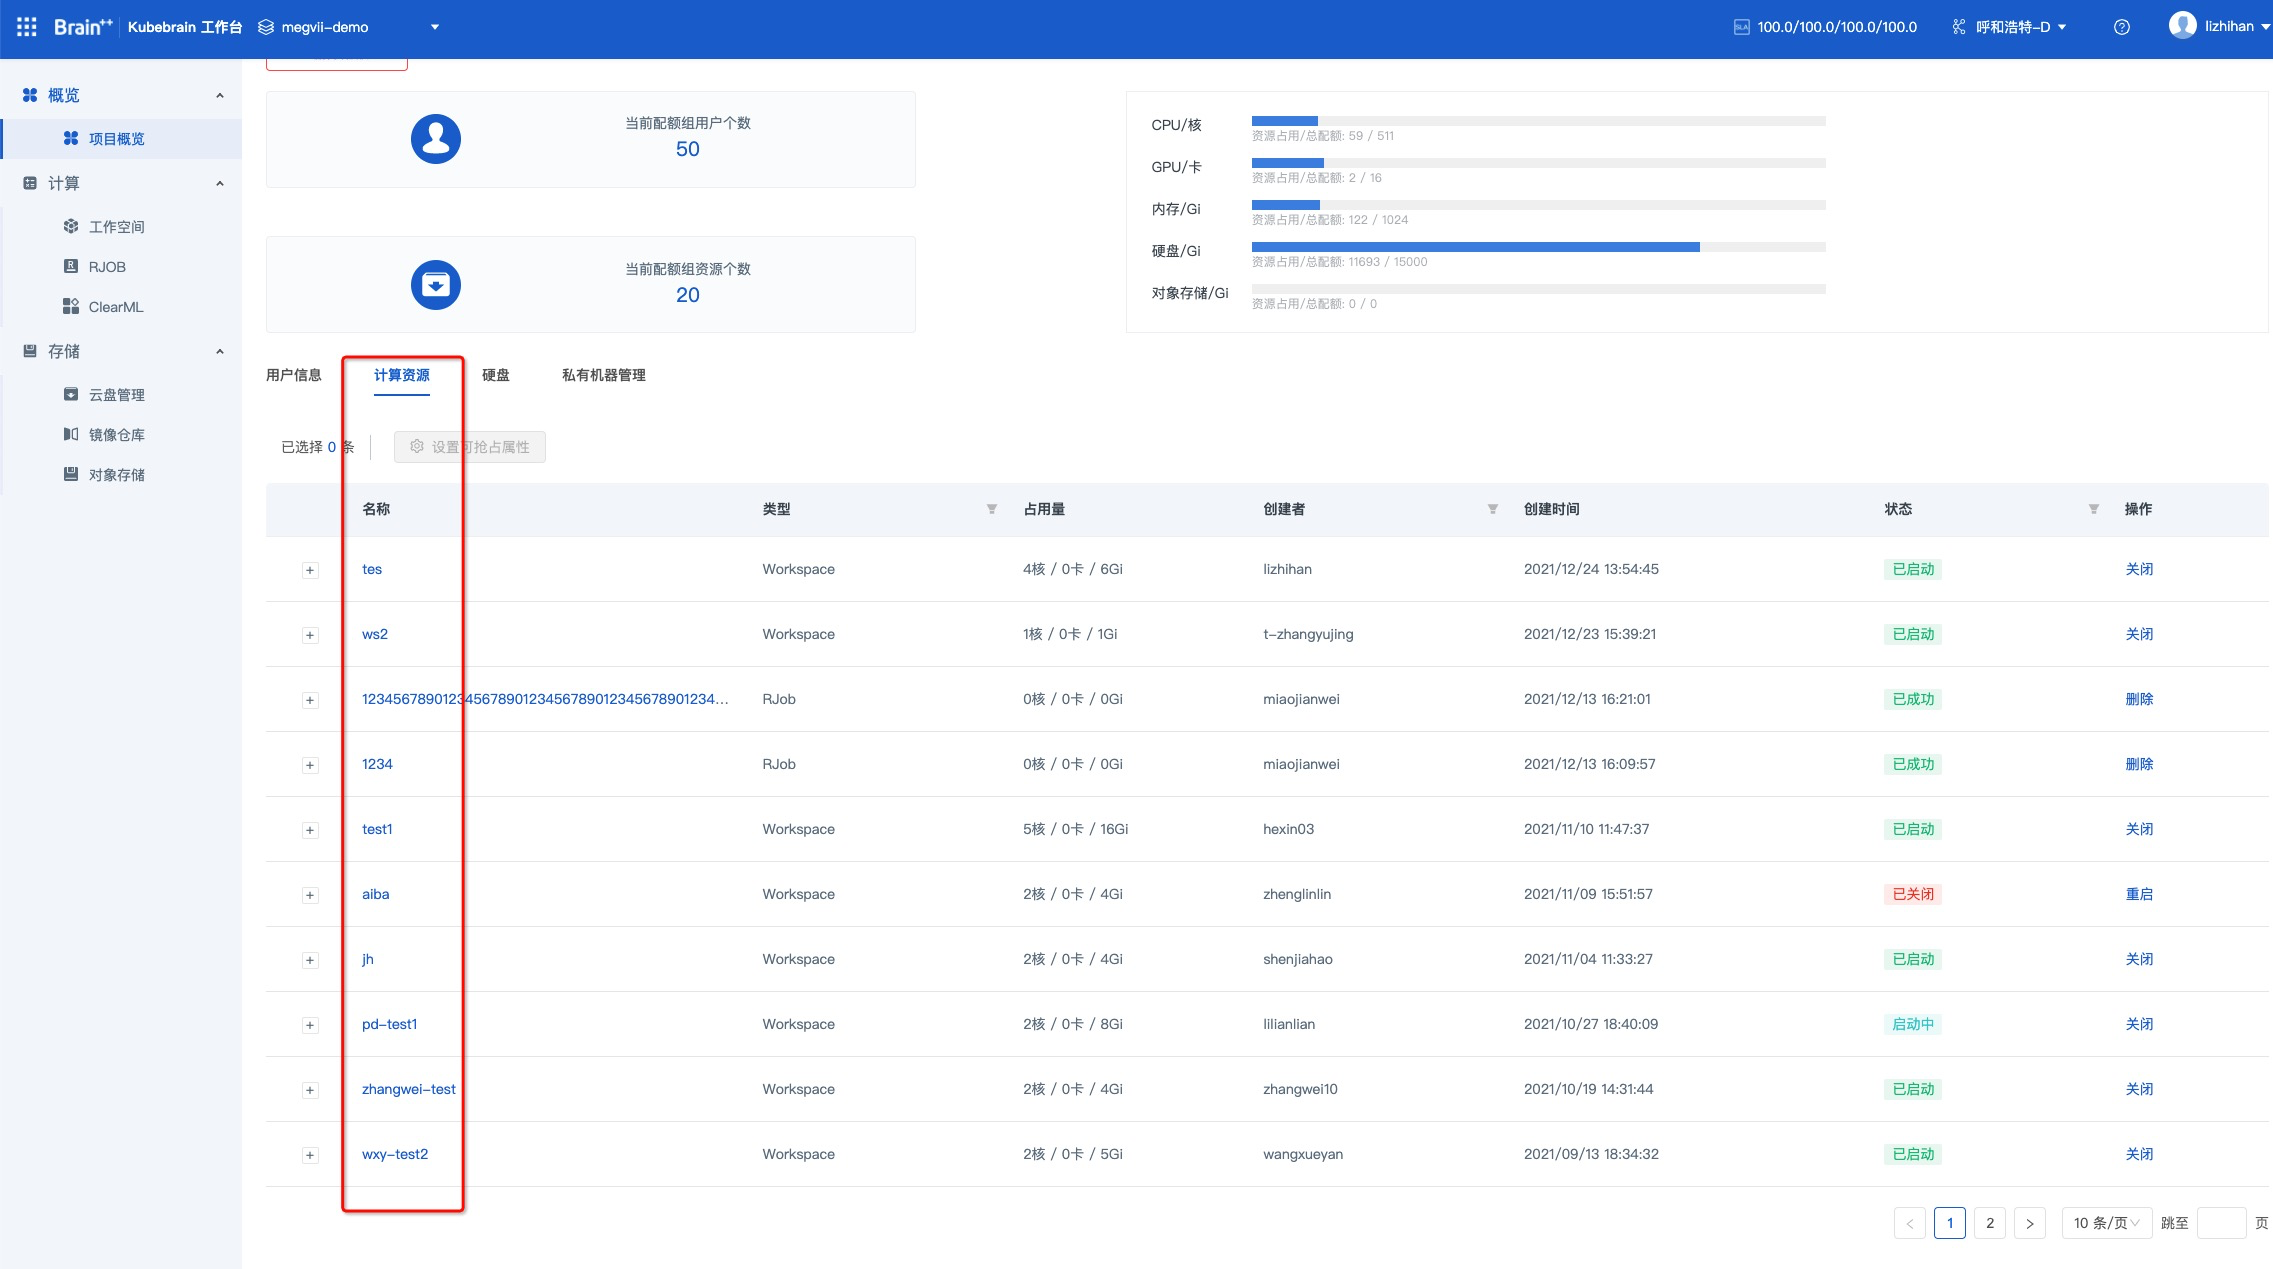 Brain++ Kubebrain 工作台 megvii-demo SLA 100.0/100.0/100.0/100.0 呼和浩特-D lizhihan
概览
项目概览
计算
工作空间
RJOB
ClearML
存储
云盘管理
镜像仓库
对象存储
当前配额组用户个数
50
当前配额组资源个数
20
CPU/核
资源占用/总配额: 59 / 511
GPU/卡
资源占用/总配额: 2 / 16
内存/Gi
资源占用/总配额: 122 / 1024
硬盘/Gi
资源占用/总配额: 11693 / 15000
对象存储/Gi
资源占用/总配额: 0 / 0
用户信息 计算资源 硬盘 私有机器管理
已选择 0 条 设置可抢占属性
名称 类型 占用量 创建者 创建时间 状态 操作
+ tes Workspace 4核 / 0卡 / 6Gi lizhihan 2021/12/24 13:54:45 已启动 关闭
+ ws2 Workspace 1核 / 0卡 / 1Gi t-zhangyujing 2021/12/23 15:39:21 已启动 关闭
+ 12345678901234567890123456789012345678901234... RJob 0核 / 0卡 / 0Gi miaojianwei 2021/12/13 16:21:01 已成功 删除
+ 1234 RJob 0核 / 0卡 / 0Gi miaojianwei 2021/12/13 16:09:57 已成功 删除
+ test1 Workspace 5核 / 0卡 / 16Gi hexin03 2021/11/10 11:47:37 已启动 关闭
+ aiba Workspace 2核 / 0卡 / 4Gi zhenglinlin 2021/11/09 15:51:57 已关闭 重启
+ jh Workspace 2核 / 0卡 / 4Gi shenjiahao 2021/11/04 11:33:27 已启动 关闭
+ pd-test1 Workspace 2核 / 0卡 / 8Gi lilianlian 2021/10/27 18:40:09 启动中 关闭
+ zhangwei-test Workspace 2核 / 0卡 / 4Gi zhangwei10 2021/10/19 14:31:44 已启动 关闭
+ wxy-test2 Workspace 2核 / 0卡 / 5Gi wangxueyan 2021/09/13 18:34:32 已启动 关闭
< 1 2 > 10 条/页 跳至 页